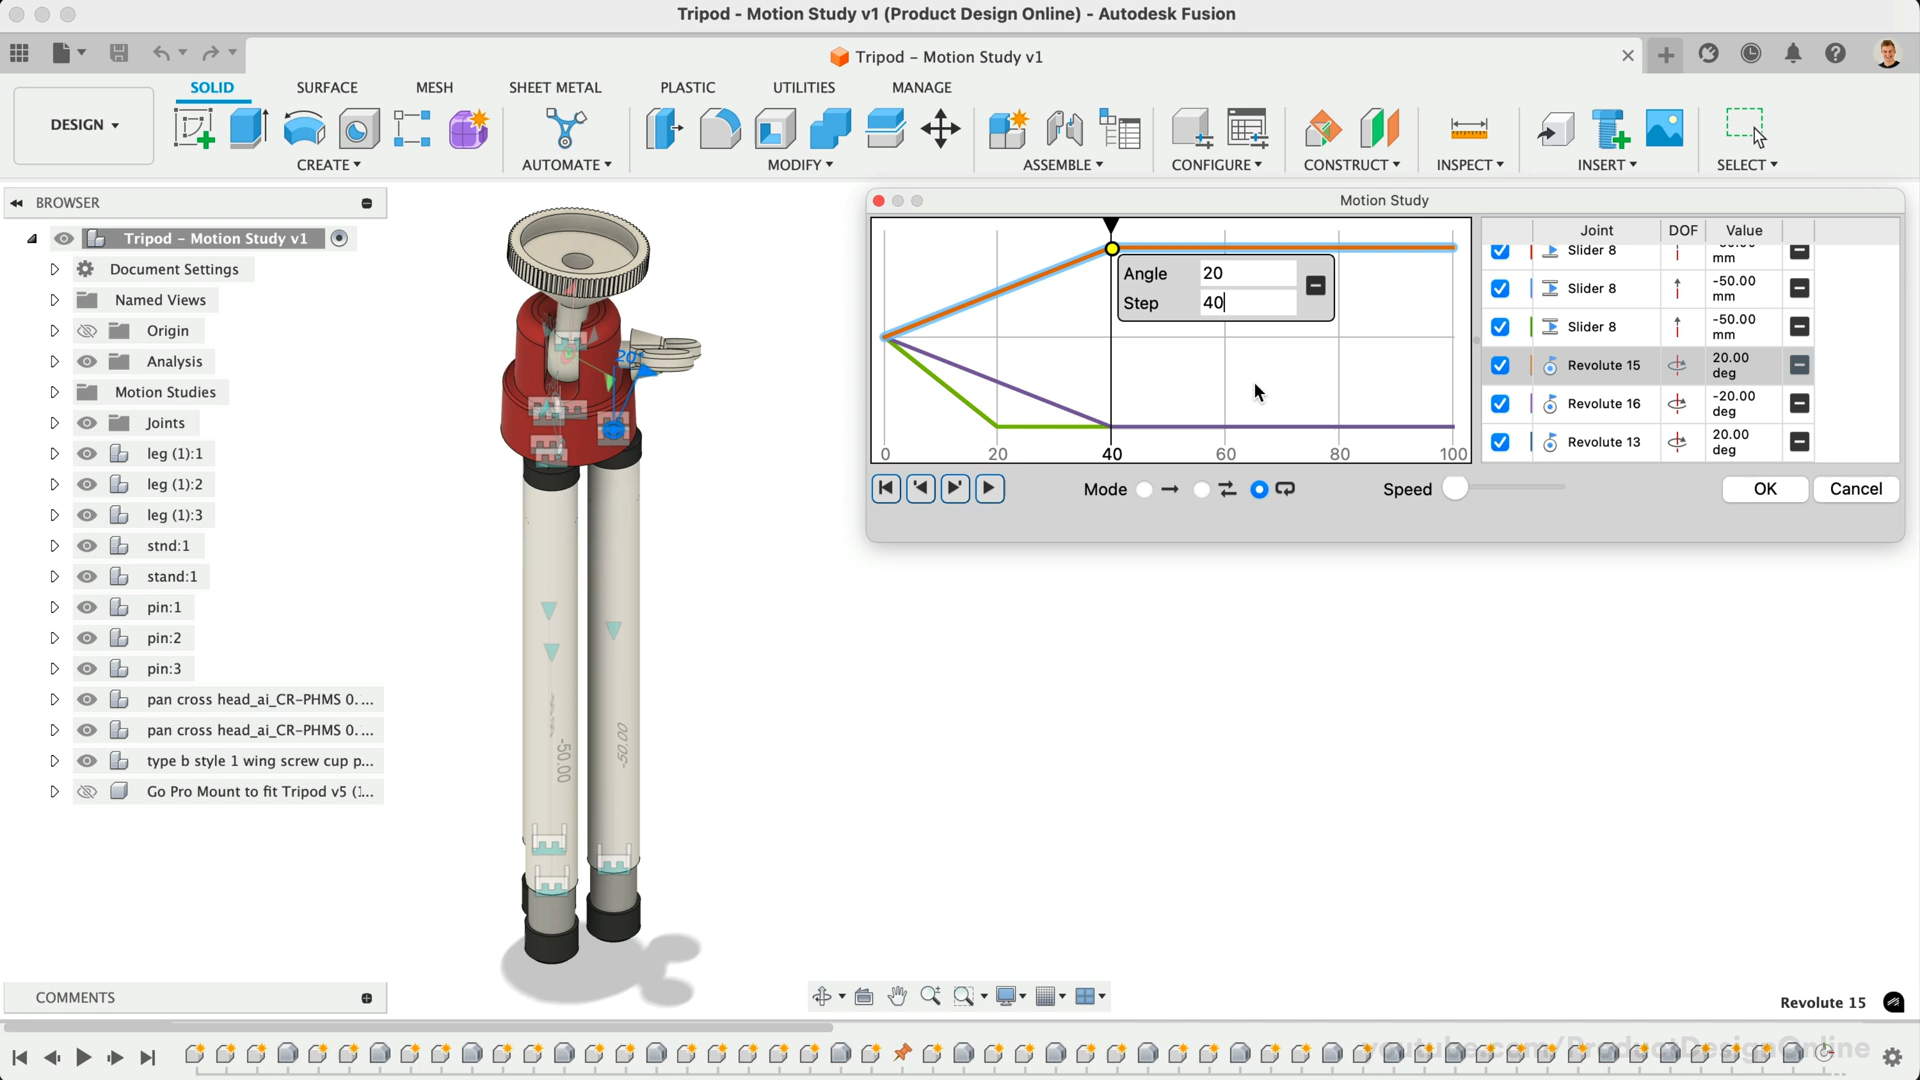 Tripod - Motion Study v1 (Product Design Online) - Autodesk Fusion
Tripod – Motion Study v1
SOLID SURFACE MESH SHEET METAL PLASTIC UTILITIES MANAGE
DESIGN
CREATE AUTOMATE MODIFY ASSEMBLE CONFIGURE CONSTRUCT INSPECT INSERT SELECT
BROWSER
Tripod – Motion Study v1
Document Settings
Named Views
Origin
Analysis
Motion Studies
Joints
leg (1):1
leg (1):2
leg (1):3
stnd:1
stand:1
pin:1
pin:2
pin:3
pan cross head_ai_CR-PHMS 0....
pan cross head_ai_CR-PHMS 0....
type b style 1 wing screw cup p...
Go Pro Mount to fit Tripod v5 (1...
COMMENTS
20°
-50.00
-50.00
Motion Study
Angle 20
Step 40
0 20 40 60 80 100
Joint DOF Value
Slider 8 mm
Slider 8 -50.00 mm
Slider 8 -50.00 mm
Revolute 15 20.00 deg
Revolute 16 -20.00 deg
Revolute 13 20.00 deg
Mode Speed OK Cancel
Revolute 15
youtube.com/ProductDesignOnline